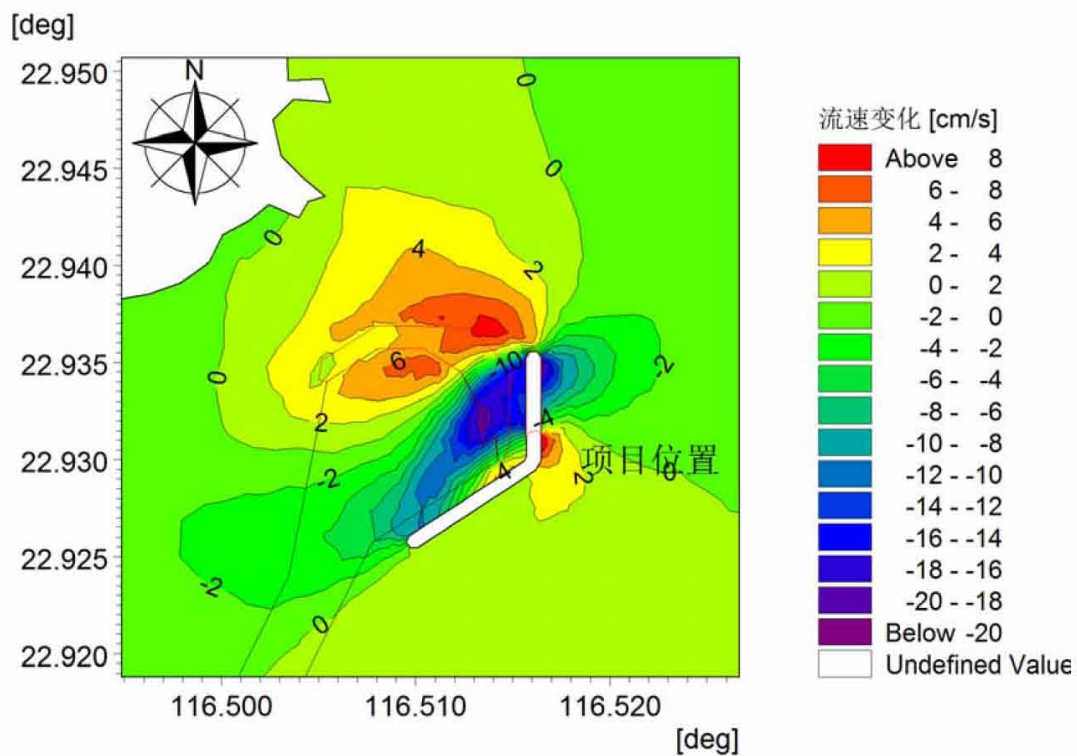 [deg]
22.950
22.945
22.940
22.935
22.930
22.925
22.920
116.500
116.510
116.520
[deg]
N
0
0
0
4
2
-10
6
0
2
-2
-4
4
2
0
-2
-2
0
项目位置
流速变化 [cm/s]
Above 8
6 - 8
4 - 6
2 - 4
0 - 2
-2 - 0
-4 - -2
-6 - -4
-8 - -6
-10 - -8
-12 - -10
-14 - -12
-16 - -14
-18 - -16
-20 - -18
Below -20
Undefined Value